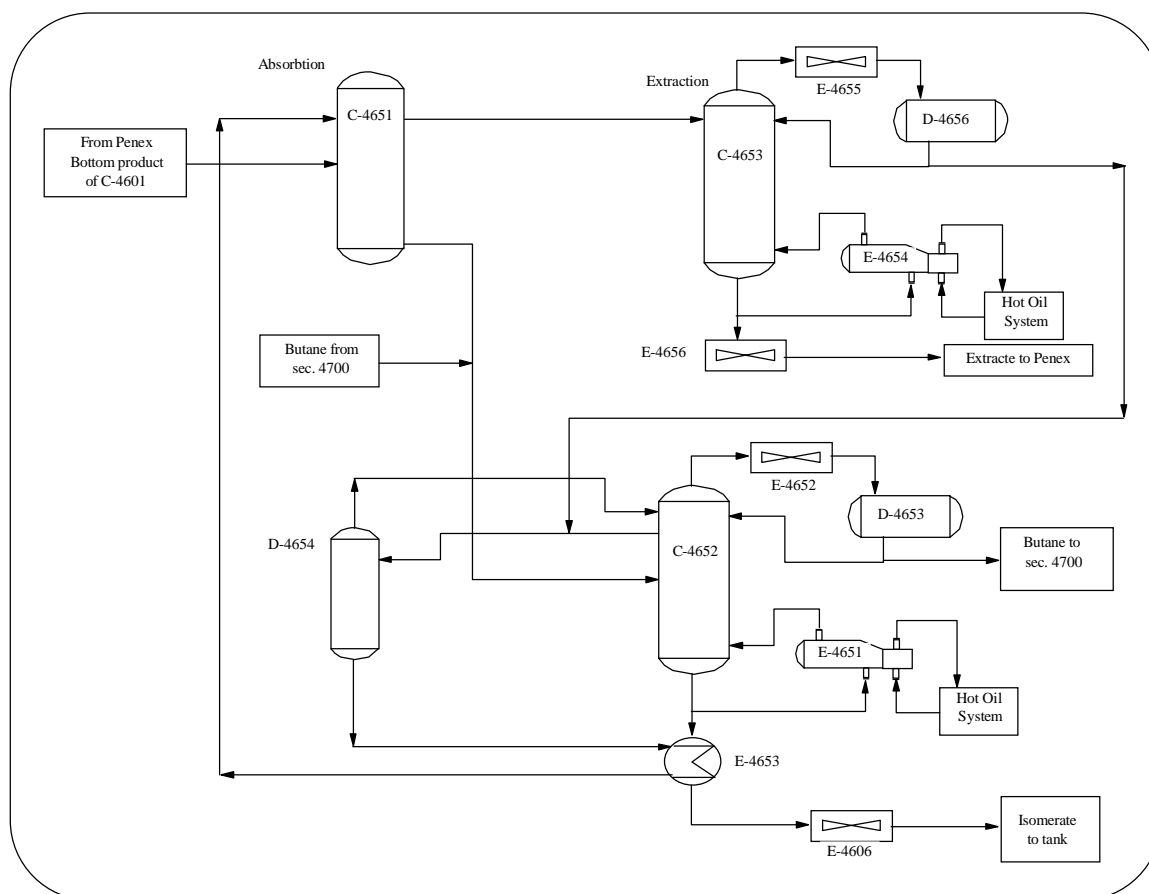 Absorbtion
C-4651
From Penex
Bottom product
of C-4601
Extraction
E-4655
D-4656
C-4653
E-4654
Hot Oil
System
E-4656
Extracte to Penex
Butane from
sec. 4700
E-4652
D-4653
D-4654
C-4652
Butane to
sec. 4700
E-4651
Hot Oil
System
E-4653
E-4606
Isomerate
to tank